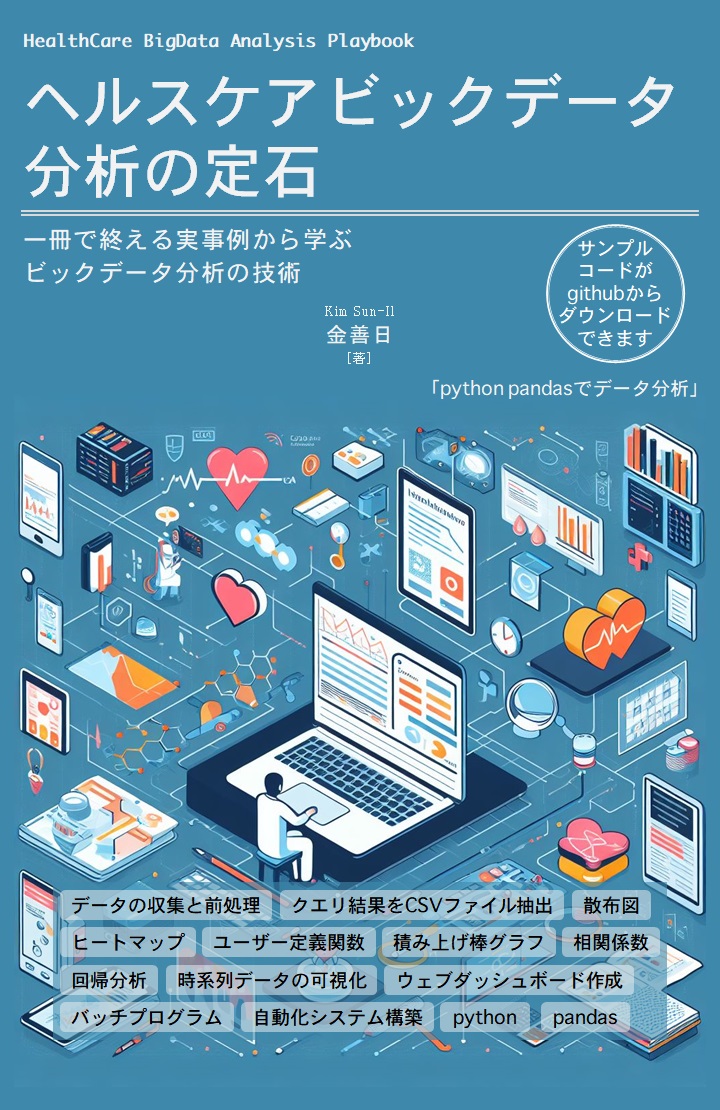 HealthCare BigData Analysis Playbook
ヘルスケアビックデータ
分析の定石
一冊で終える実事例から学ぶ
ビックデータ分析の技術
サンプル
コードが
githubから
ダウンロード
できます
Kim Sun-Il
金善日
[著]
「python pandasでデータ分析」
データの収集と前処理 クエリ結果をCSVファイル抽出 散布図
ヒートマップ ユーザー定義関数 積み上げ棒グラフ 相関係数
回帰分析 時系列データの可視化 ウェブダッシュボード作成
バッチプログラム 自動化システム構築 python pandas